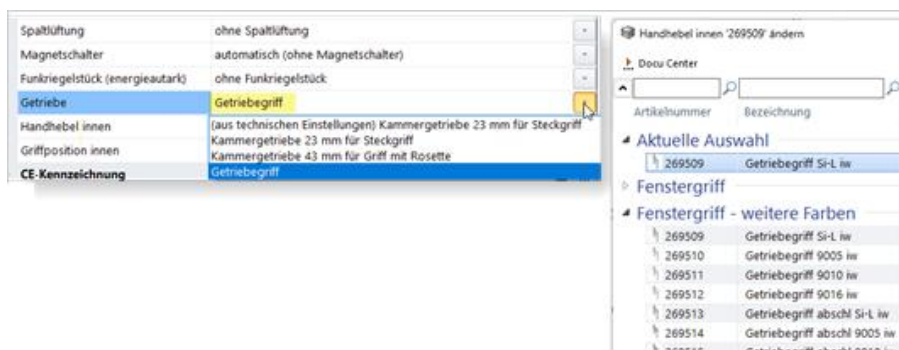 Spaltlüftung ohne Spaltlüftung
Magnetschalter automatisch (ohne Magnetschalter)
Funkriegelstück (energieautark) ohne Funkriegelstück
Getriebe Getriebegriff
Handhebel innen (aus technischen Einstellungen) Kammergetriebe 23 mm für Steckgriff
Kammergetriebe 23 mm für Steckgriff
Griffposition innen Kammergetriebe 43 mm für Griff mit Rosette
CE-Kennzeichnung Getriebegriff
Handhebel innen '269509' ändern
Docu Center
Artikelnummer Bezeichnung
Aktuelle Auswahl
269509 Getriebegriff Si-L iw
Fenstergriff
Fenstergriff - weitere Farben
269509 Getriebegriff Si-L iw
269510 Getriebegriff 9005 iw
269511 Getriebegriff 9010 iw
269512 Getriebegriff 9016 iw
269513 Getriebegriff abschl Si-L iw
269514 Getriebegriff abschl 9005 iw